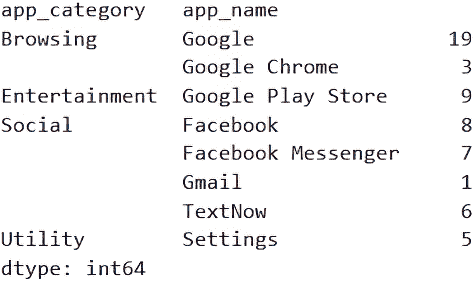 app_category app_name
Browsing Google 19
Google Chrome 3
Entertainment Google Play Store 9
Social Facebook 8
Facebook Messenger 7
Gmail 1
TextNow 6
Utility Settings 5
dtype: int64